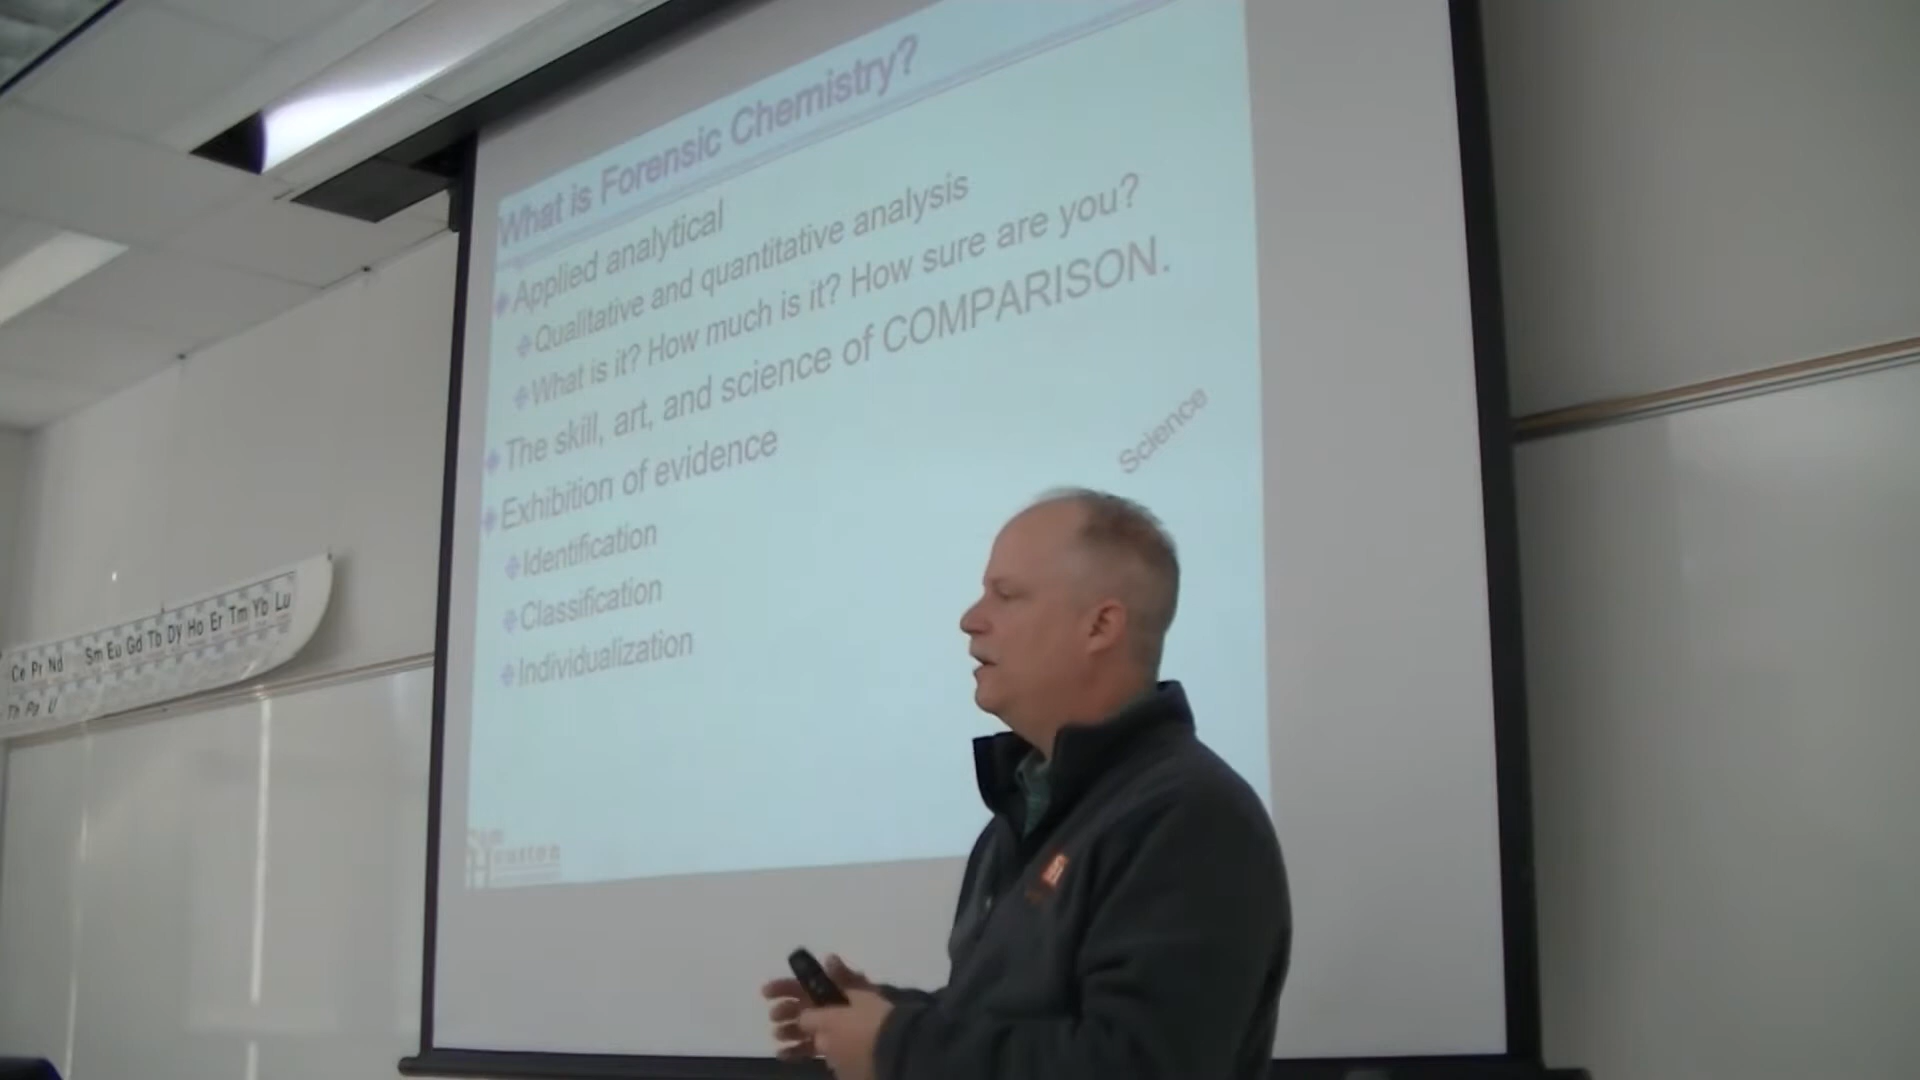 What is Forensic Chemistry?
Applied analytical
Qualitative and quantitative analysis
What is it? How much is it? How sure are you?
The skill, art, and science of COMPARISON.
Exhibition of evidence
Identification
Classification
Individualization
Science
Ce Pr Nd Sm Eu Gd Tb Dy Ho Er Tm Yb Lu
Th Pa U